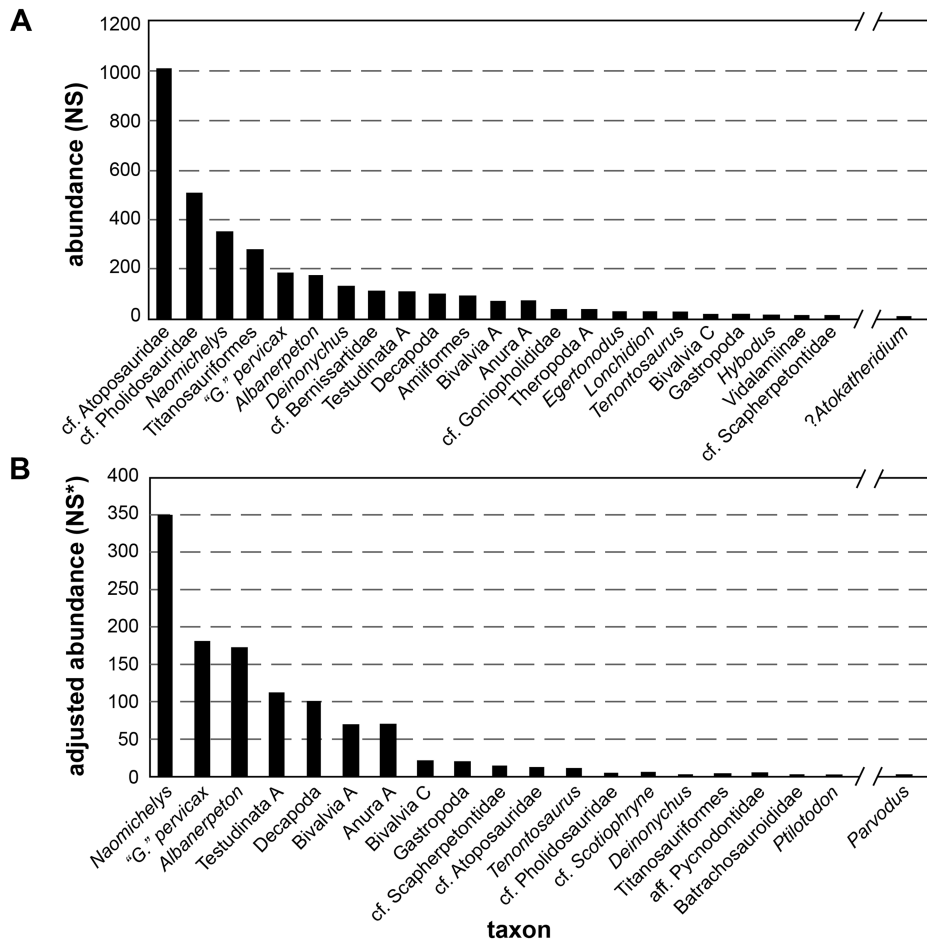 A
abundance (NS)
1200
1000
800
600
400
200
0
cf. Atoposauridae
cf. Pholidosauridae
Naomichelys
Titanosauriformes
“G.” pervicax
Albanerpeton
Deinonychus
cf. Bernissartidae
Testudinata A
Decapoda
Amiiformes
Bivalvia A
Anura A
cf. Goniopholididae
Theropoda A
Egertonodus
Lonchidion
Tenontosaurus
Bivalvia C
Gastropoda
Hybodus
Vidalamiinae
cf. Scapherpetontidae
?Atokatheridium
B
adjusted abundance (NS*)
400
350
300
250
200
150
100
50
0
Naomichelys
“G.” pervicax
Albanerpeton
Testudinata A
Decapoda
Bivalvia A
Anura A
Bivalvia C
Gastropoda
cf. Scapherpetontidae
cf. Atoposauridae
Tenontosaurus
cf. Pholidosauridae
cf. Scotiophryne
Deinonychus
Titanosauriformes
aff. Pycnodontidae
Batrachosauroididae
Ptilotodon
Parvodus
taxon